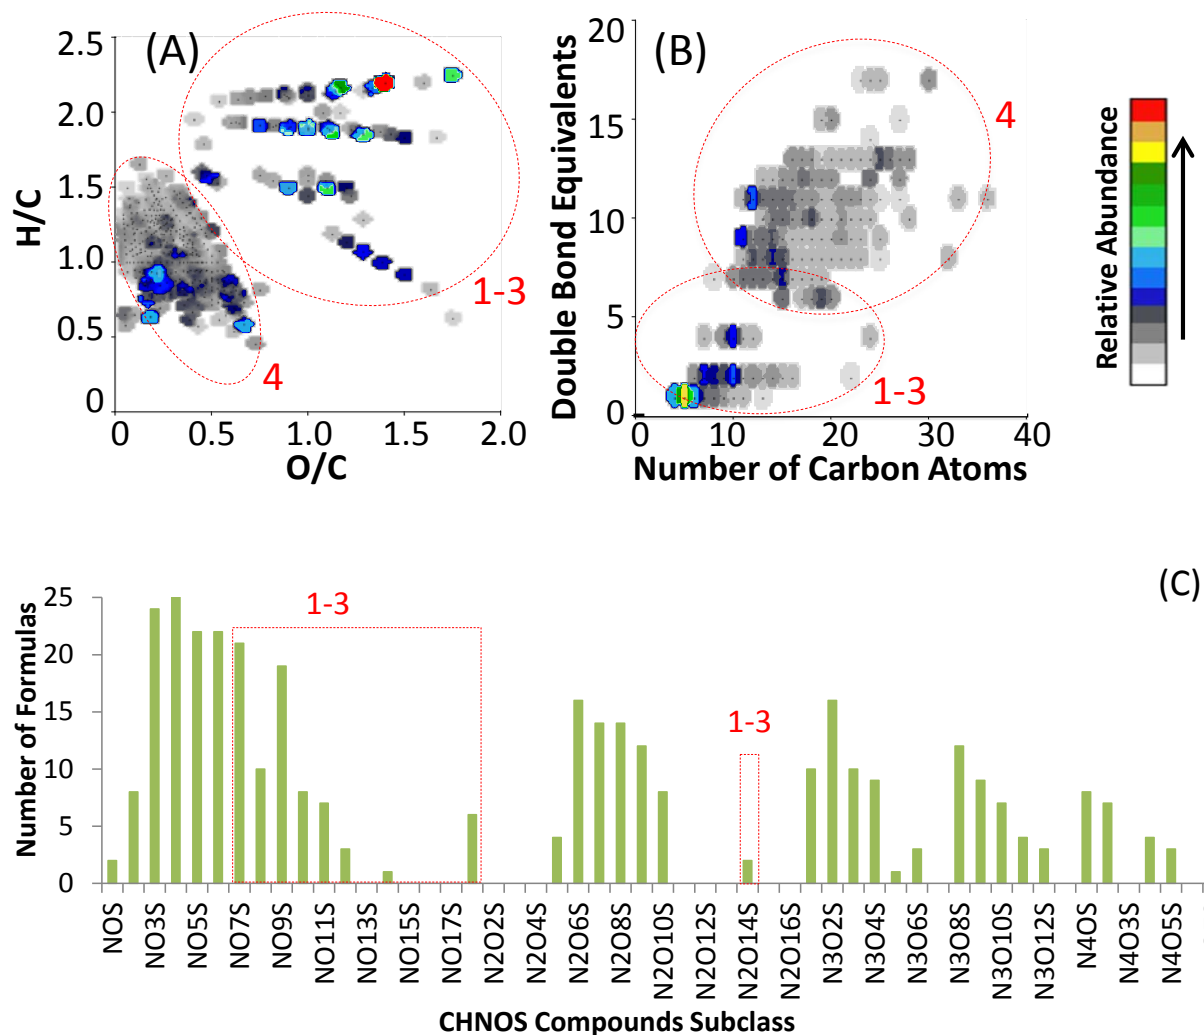 (A)
2.5
2.0
1.5
1.0
0.5
0
H/C
0
0.5
1.0
1.5
2.0
O/C
1-3
4
(B)
20
15
10
5
0
Double Bond Equivalents
0
10
20
30
40
Number of Carbon Atoms
4
1-3
Relative Abundance
(C)
25
20
15
10
5
0
Number of Formulas
1-3
1-3
NOS
NO3S
NO5S
NO7S
NO9S
NO11S
NO13S
NO15S
NO17S
N2O2S
N2O4S
N2O6S
N2O8S
N2O10S
N2O12S
N2O14S
N2O16S
N3O2S
N3O4S
N3O6S
N3O8S
N3O10S
N3O12S
N4OS
N4O3S
N4O5S
CHNOS Compounds Subclass